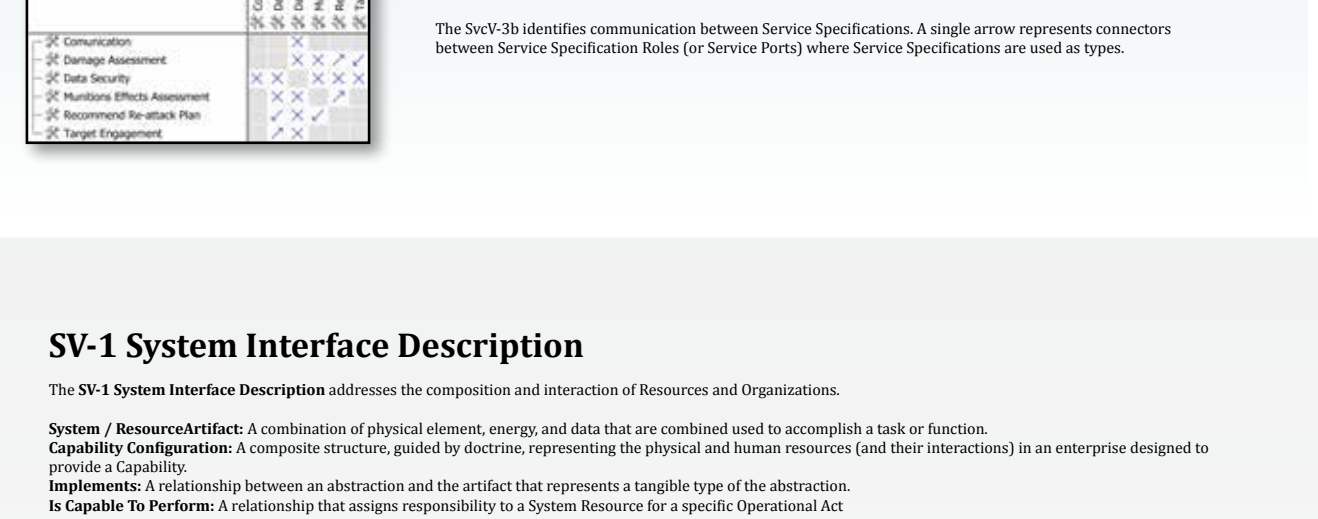 The SvcV-3b identifies communication between Service Specifications. A single arrow represents connectors
between Service Specification Roles (or Service Ports) where Service Specifications are used as types.
Comunication
Damage Assessment
Data Security
Munitions Effects Assessment
Recommend Re-attack Plan
Target Engagement
SV-1 System Interface Description
The SV-1 System Interface Description addresses the composition and interaction of Resources and Organizations.
System / ResourceArtifact: A combination of physical element, energy, and data that are combined used to accomplish a task or function.
Capability Configuration: A composite structure, guided by doctrine, representing the physical and human resources (and their interactions) in an enterprise designed to
provide a Capability.
Implements: A relationship between an abstraction and the artifact that represents a tangible type of the abstraction.
Is Capable To Perform: A relationship that assigns responsibility to a System Resource for a specific Operational Act